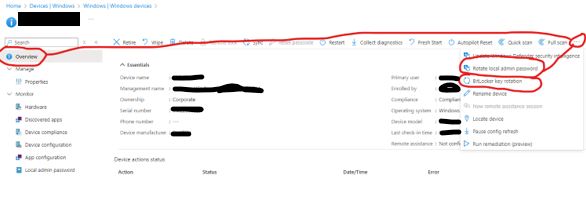 Home > Devices | Windows > Windows | Windows devices >
Search
Retire Wipe Delete Sync Restart Collect diagnostics Fresh Start Autopilot Reset Quick scan Full scan
Overview
Manage
Monitor
Hardware
Discovered apps
Device compliance
Device configuration
App configuration
Local admin password
Essentials
Device name :
Management name :
Ownership : Corporate
Serial number :
Phone number : ---
Device manufacturer :
Primary user :
Enrolled by :
Compliance : Complian
Operating system : Windows
Device model :
Last check-in time :
Remote assistance : Not config
Update Windows Defender security intelligence
Rotate local admin password
BitLocker key rotation
Rename device
New remote assistance session
Locate device
Pause config refresh
Run remediation (preview)
Device actions status
Action Status Date/Time Error